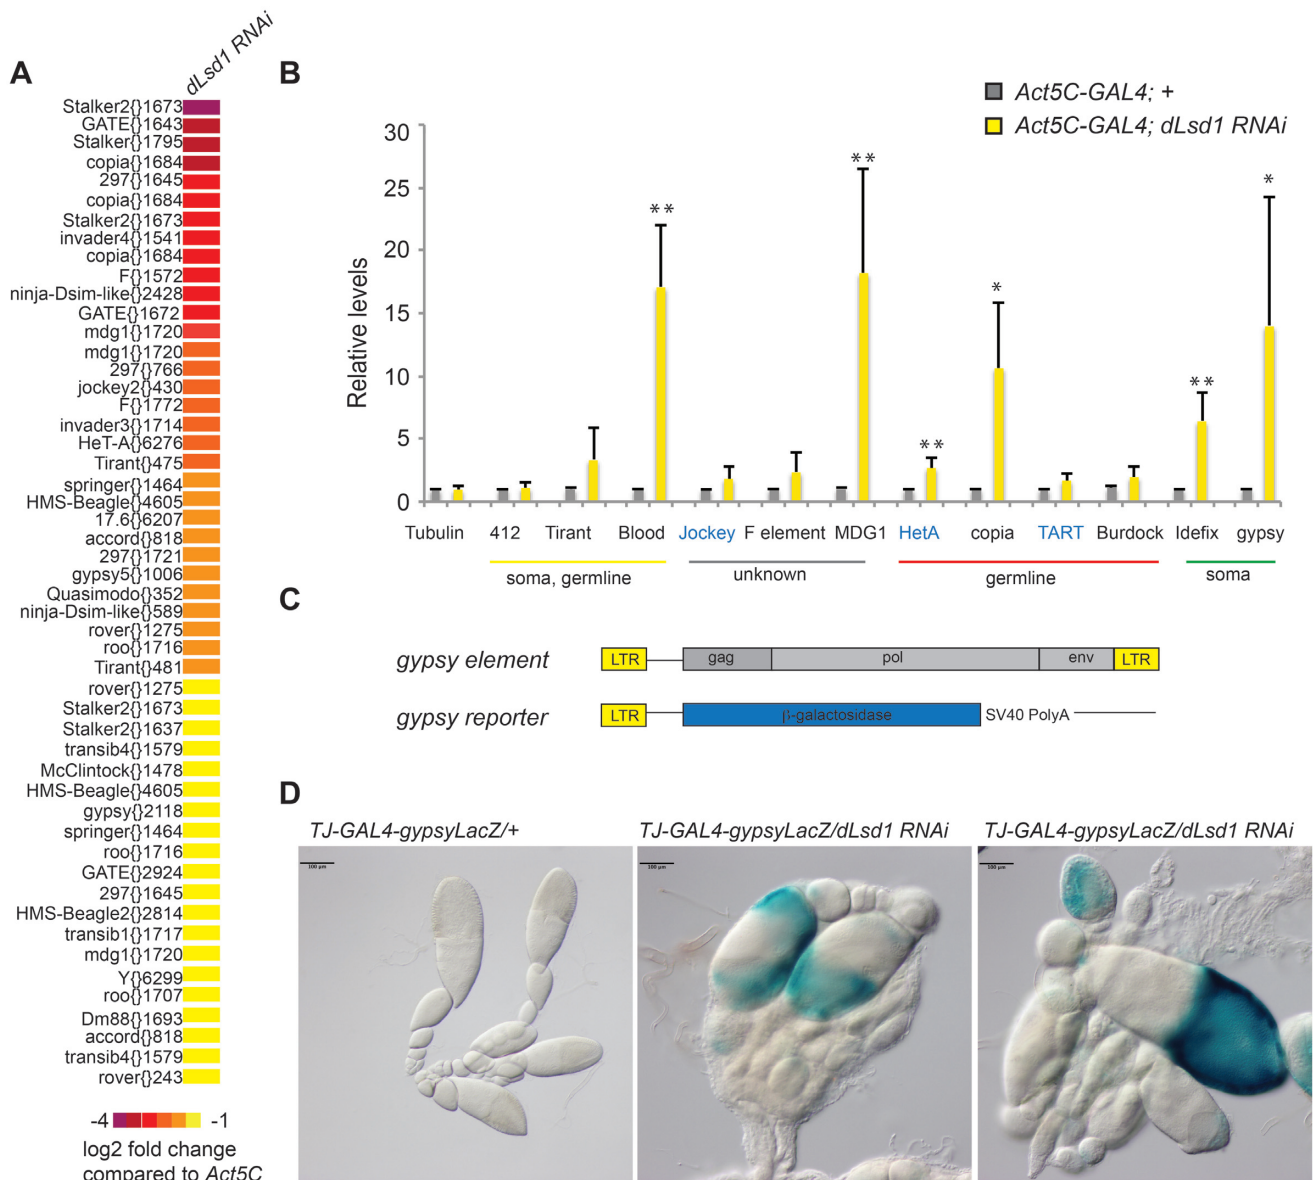 A
dLsd1 RNAi
Stalker2{}1673
GATE{}1643
Stalker{}1795
copia{}1684
297{}1645
copia{}1684
Stalker2{}1673
invader4{}1541
copia{}1684
F{}1572
ninja-Dsim-like{}2428
GATE{}1672
mdg1{}1720
mdg1{}1720
297{}766
jockey2{}430
F{}1772
invader3{}1714
HeT-A{}6276
Tirant{}475
springer{}1464
HMS-Beagle{}4605
17.6{}6207
accord{}818
297{}1721
gypsy5{}1006
Quasimodo{}352
ninja-Dsim-like{}589
rover{}1275
roo{}1716
Tirant{}481
rover{}1275
Stalker2{}1673
Stalker2{}1637
transib4{}1579
McClintock{}1478
HMS-Beagle{}4605
gypsy{}2118
springer{}1464
roo{}1716
GATE{}2924
297{}1645
HMS-Beagle2{}2814
transib1{}1717
mdg1{}1720
Y{}6299
roo{}1707
Dm88{}1693
accord{}818
transib4{}1579
rover{}243
-4 -1
log2 fold change
compared to Act5C
B
Act5C-GAL4; +
Act5C-GAL4; dLsd1 RNAi
Relative levels
30
25
20
15
10
5
0
** ** ** * ** *
Tubulin 412 Tirant Blood Jockey F element MDG1 HetA copia TART Burdock Idefix gypsy
soma, germline unknown germline soma
C
gypsy element LTR gag pol env LTR
gypsy reporter LTR β-galactosidase SV40 PolyA
D
TJ-GAL4-gypsyLacZ/+ TJ-GAL4-gypsyLacZ/dLsd1 RNAi TJ-GAL4-gypsyLacZ/dLsd1 RNAi
100 µm 100 µm 100 µm